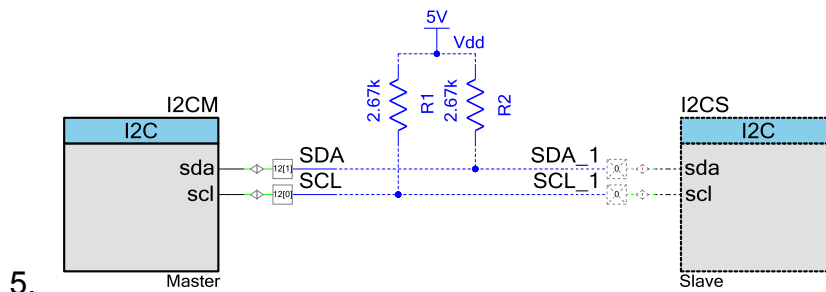 5V
Vdd
2.67k
R1
2.67k
R2
I2CM
I2C
sda
scl
12[1]
12[0]
SDA
SCL
Master
SDA_1
SCL_1
0
0
I2CS
I2C
sda
scl
Slave
5.